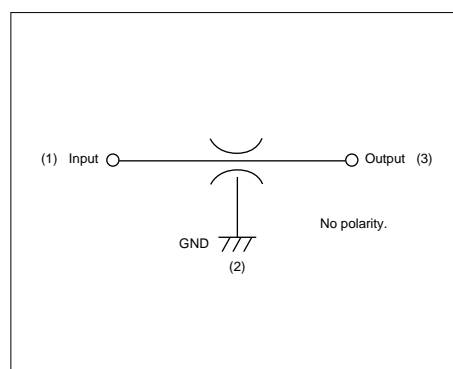 (1) Input Output (3)
No polarity.
GND
(2)